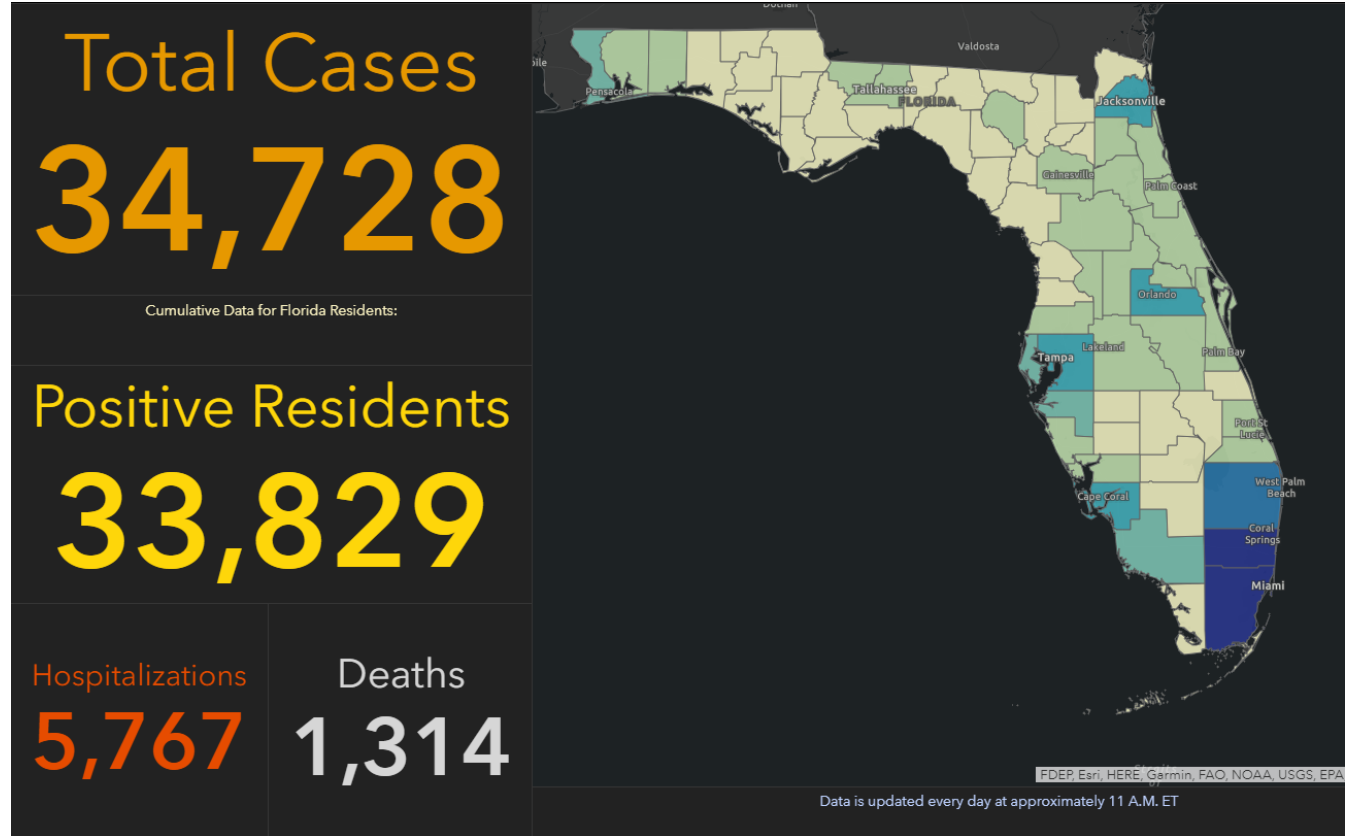 Total Cases
34,728
Cumulative Data for Florida Residents:
Positive Residents
33,829
Hospitalizations
5,767
Deaths
1,314
Dothan
Valdosta
Pensacola
Tallahassee
FLORIDA
Jacksonville
Gainesville
Palm Coast
Orlando
Lakeland
Tampa
Palm Bay
Port St.
Lucie
West Palm
Beach
Cape Coral
Coral
Springs
Miami
FDEP, Esri, HERE, Garmin, FAO, NOAA, USGS, EPA
Data is updated every day at approximately 11 A.M. ET